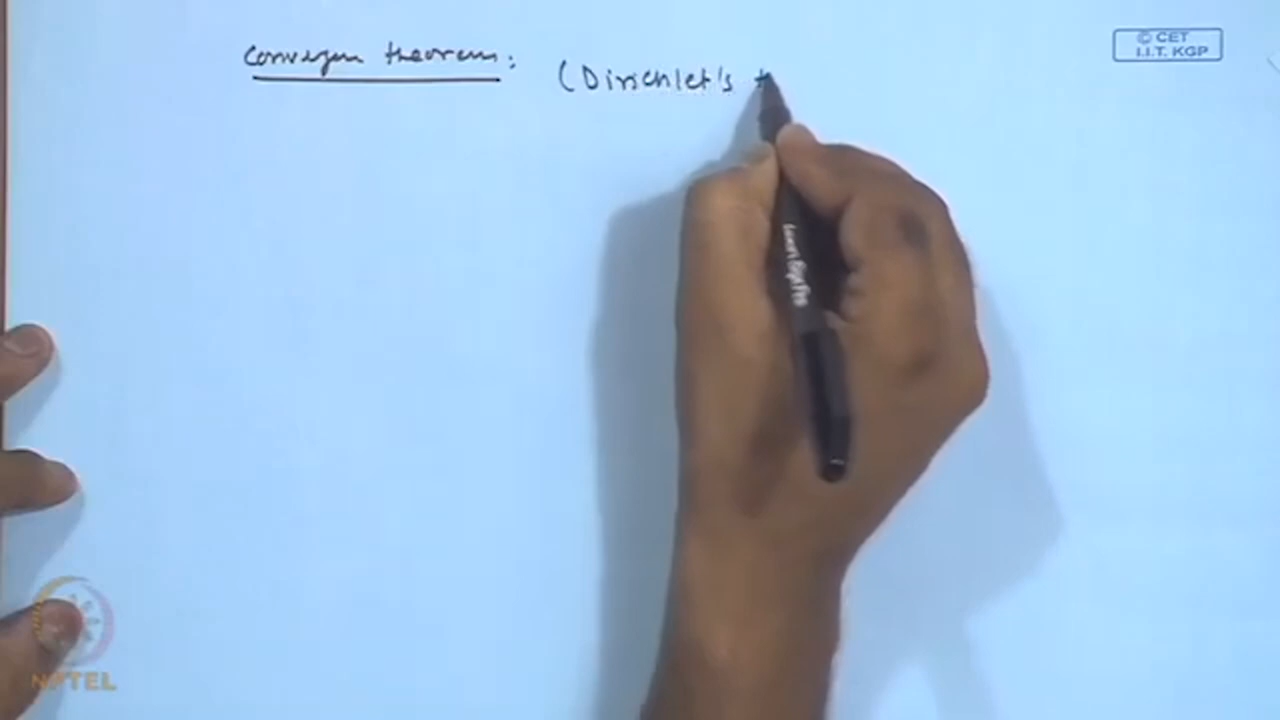 Convergen theorem : (Dirichlet's t
© CET
I.I.T. KGP
NPTEL